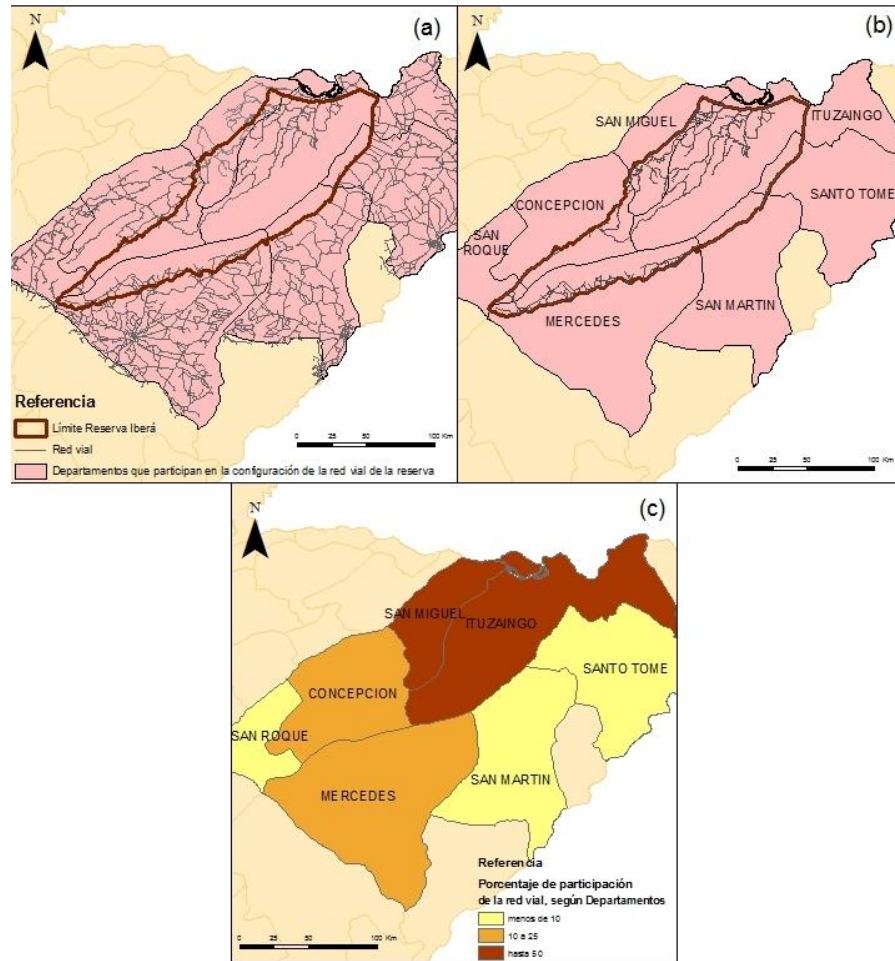 N
(a)
Referencia
Límite Reserva Iberá
Red vial
Departamentos que participan en la configuración de la red vial de la reserva
0 25 50 100 Km
N
(b)
SAN MIGUEL
ITUZAINGO
CONCEPCION
SANTO TOME
SAN ROQUE
SAN MARTIN
MERCEDES
0 25 50 100 Km
N
(c)
SAN MIGUEL
ITUZAINGO
SANTO TOME
CONCEPCION
SAN ROQUE
SAN MARTIN
MERCEDES
Referencia
Porcentaje de participación
de la red vial, según Departamentos
menos de 10
10 a 25
hasta 50
0 25 50 100 Km